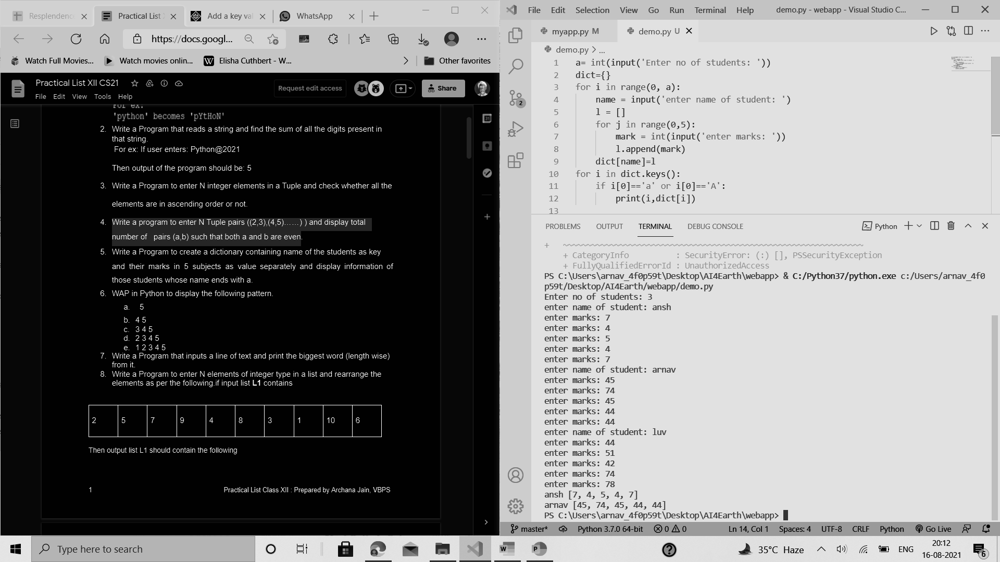 Resplendenc
Practical List
Add a key val
WhatsApp
https://docs.googl...
Watch Full Movies...
Watch movies onlin...
W
Elisha Cuthbert - W...
Other favorites
Practical List XII CS21
Request edit access
Share
File Edit View Tools Help
For ex:
'python' becomes 'pYtHoN'
2. Write a Program that reads a string and find the sum of all the digits present in
that string.
For ex: If user enters: Python@2021
Then output of the program should be: 5
3. Write a Program to enter N integer elements in a Tuple and check whether all the
elements are in ascending order or not.
4. Write a program to enter N Tuple pairs ((2,3),(4,5)……) ) and display total
number of pairs (a,b) such that both a and b are even.
5. Write a Program to create a dictionary containing name of the students as key
and their marks in 5 subjects as value separately and display information of
those students whose name ends with a.
6. WAP in Python to display the following pattern.
a. 5
b. 4 5
c. 3 4 5
d. 2 3 4 5
e. 1 2 3 4 5
7. Write a Program that inputs a line of text and print the biggest word (length wise)
from it.
8. Write a Program to enter N elements of integer type in a list and rearrange the
elements as per the following.if input list L1 contains
2 5 7 9 4 8 3 1 10 6
Then output list L1 should contain the following
1
Practical List Class XII : Prepared by Archana Jain, VBPS
31
File Edit Selection View Go Run Terminal Help
demo.py - webapp - Visual Studio C...
myapp.py M
demo.py U
demo.py > ...
2
1 a= int(input('Enter no of students: '))
2 dict={}
3 for i in range(0, a):
4 name = input('enter name of student: ')
5 l = []
6 for j in range(0,5):
7 mark = int(input('enter marks: '))
8 l.append(mark)
9 dict[name]=l
10 for i in dict.keys():
11 if i[0]=='a' or i[0]=='A':
12 print(i,dict[i])
13
PROBLEMS OUTPUT TERMINAL DEBUG CONSOLE
Python
+ ~~~~~~~~~~~~~~~~~~~~~~~~~~~~~~~~~~~~~~~~~~~~~~~~~~~~~~~~~~~~~~~~
+ CategoryInfo : SecurityError: (:) [], PSSecurityException
+ FullyQualifiedErrorId : UnauthorizedAccess
PS C:\Users\arnav_4f0p59t\Desktop\AI4Earth\webapp> & C:/Python37/python.exe c:/Users/arnav_4f0
p59t/Desktop/AI4Earth/webapp/demo.py
Enter no of students: 3
enter name of student: ansh
enter marks: 7
enter marks: 4
enter marks: 5
enter marks: 4
enter marks: 7
enter name of student: arnav
enter marks: 45
enter marks: 74
enter marks: 45
enter marks: 44
enter marks: 44
enter name of student: luv
enter marks: 44
enter marks: 51
enter marks: 42
enter marks: 74
enter marks: 78
ansh [7, 4, 5, 4, 7]
arnav [45, 74, 45, 44, 44]
PS C:\Users\arnav_4f0p59t\Desktop\AI4Earth\webapp>
master* Python 3.7.0 64-bit 0 0 Ln 14, Col 1 Spaces: 4 UTF-8 CRLF Python Go Live
Type here to search
W
P
35°C Haze
ENG
20:12
16-08-2021
6